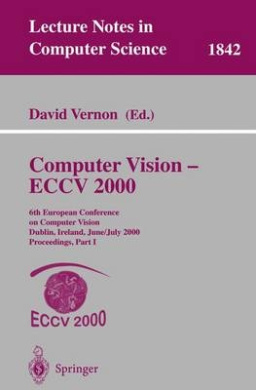 Lecture Notes in
Computer Science 1842
David Vernon (Ed.)
Computer Vision –
ECCV 2000
6th European Conference
on Computer Vision
Dublin, Ireland, June/July 2000
Proceedings, Part I
ECCV 2000
Springer